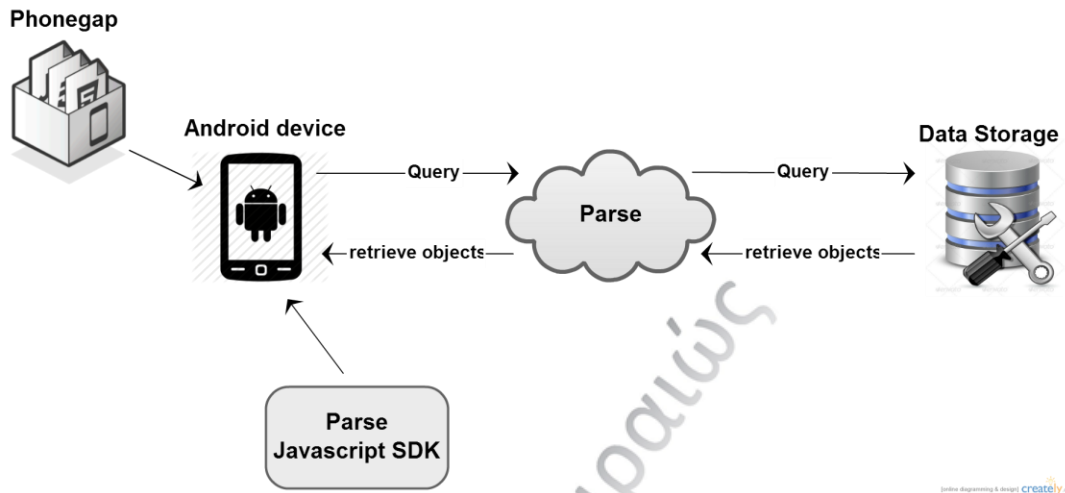 Phonegap
Android device
Data Storage
Query
Query
Parse
retrieve objects
retrieve objects
Parse
Javascript SDK
[online diagramming & design] creately